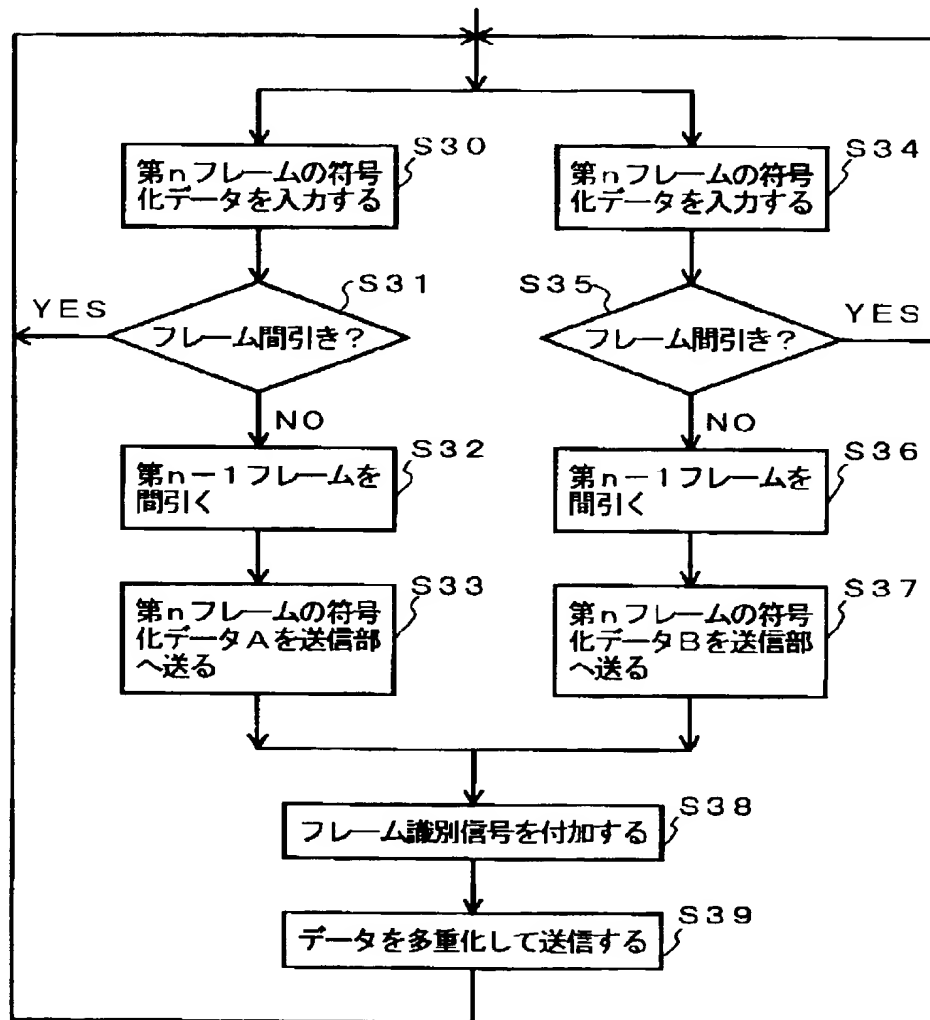 S30
第nフレームの符号
化データを入力する
S34
第nフレームの符号
化データを入力する
S31
YES
フレーム間引き?
S35
YES
フレーム間引き?
NO
NO
S32
第n-1フレームを
間引く
S36
第n-1フレームを
間引く
S33
第nフレームの符号
化データAを送信部
へ送る
S37
第nフレームの符号
化データBを送信部
へ送る
S38
フレーム識別信号を付加する
S39
データを多重化して送信する